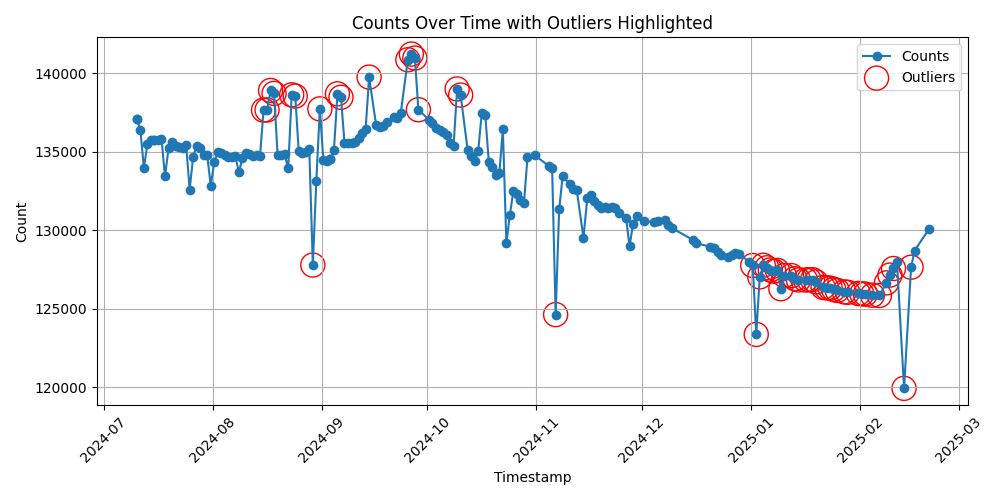 Counts Over Time with Outliers Highlighted
Counts
Outliers
Count
140000
135000
130000
125000
120000
2024-07
2024-08
2024-09
2024-10
2024-11
2024-12
2025-01
2025-02
2025-03
Timestamp